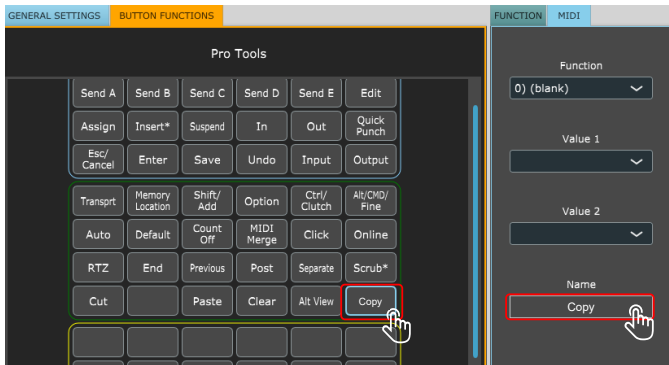 GENERAL SETTINGS BUTTON FUNCTIONS FUNCTION MIDI
Pro Tools
Send A Send B Send C Send D Send E Edit
Assign Insert* Suspend In Out Quick
Punch
Esc/
Cancel Enter Save Undo Input Output
Transprt Memory
Location Shift/
Add Option Ctrl/
Clutch Alt/CMD/
Fine
Auto Default Count
Off MIDI
Merge Click Online
RTZ End Previous Post Separate Scrub*
Cut Paste Clear Alt View Copy
Function
0) (blank)
Value 1
Value 2
Name
Copy